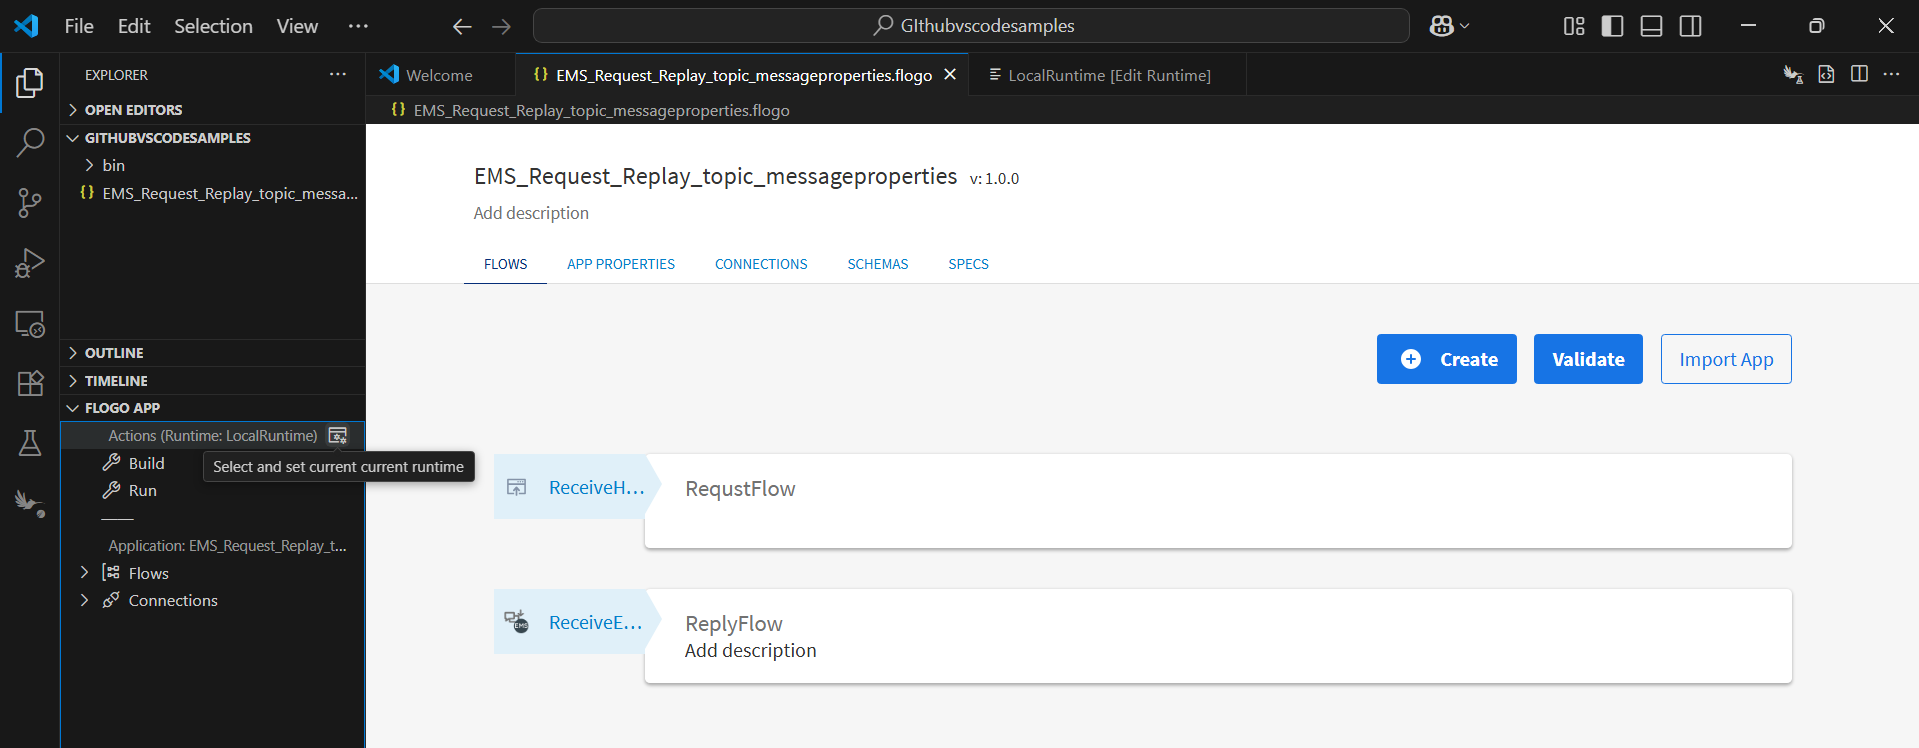 File Edit Selection View ···
GIthubvscodesamples
EXPLORER ···
Welcome
{} EMS_Request_Replay_topic_messageproperties.flogo
LocalRuntime [Edit Runtime]
OPEN EDITORS
{} EMS_Request_Replay_topic_messageproperties.flogo
GITHUBVSCODESAMPLES
bin
{} EMS_Request_Replay_topic_messa...
OUTLINE
TIMELINE
FLOGO APP
Actions (Runtime: LocalRuntime)
Build
Select and set current current runtime
Run
Application: EMS_Request_Replay_t...
Flows
Connections
EMS_Request_Replay_topic_messageproperties v: 1.0.0
Add description
FLOWS APP PROPERTIES CONNECTIONS SCHEMAS SPECS
Create Validate Import App
ReceiveH... RequstFlow
EMS
ReceiveE... ReplyFlow
Add description